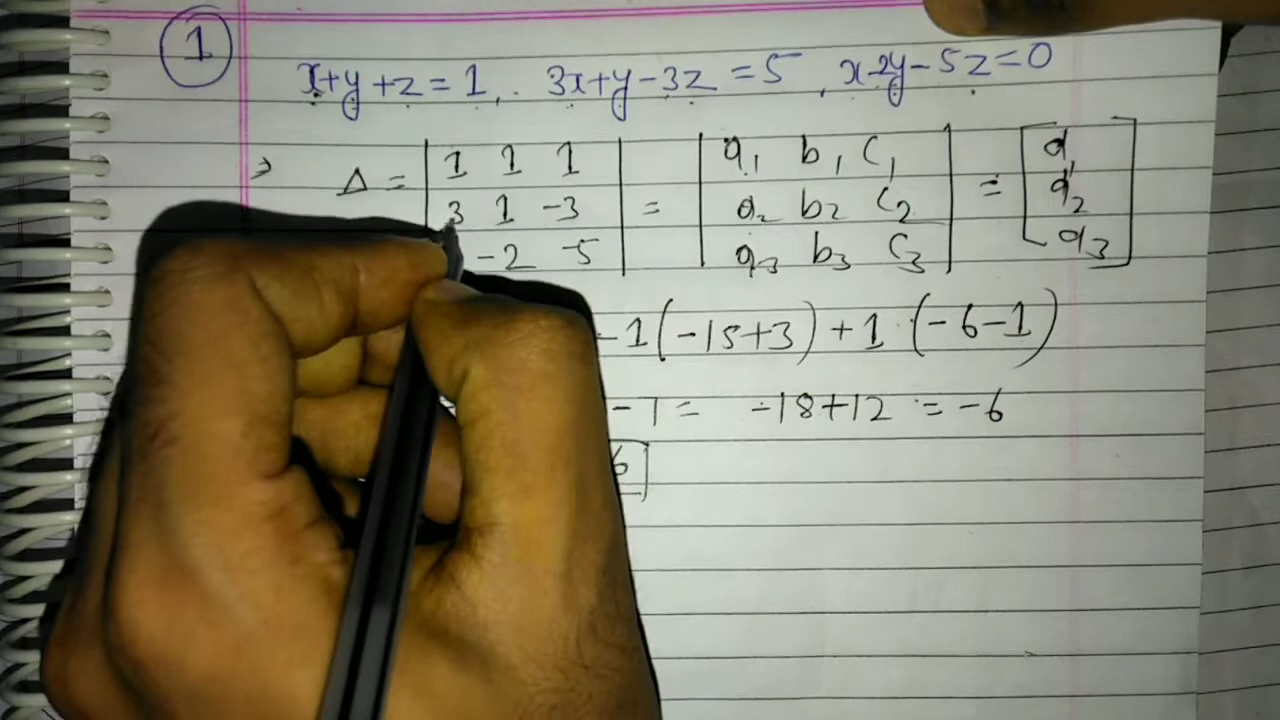 1
x+y+z=1, 3x+y-3z=5, x-2y-5z=0
⇒ Δ = | 1 1 1 | = | a₁ b₁ c₁ | = [ d₁ ]
3 1 -3 a₂ b₂ c₂ d₂
-2 -5 a₃ b₃ c₃ d₃
-1(-15+3)+1(-6-1)
-7= -18+12 = -6
6